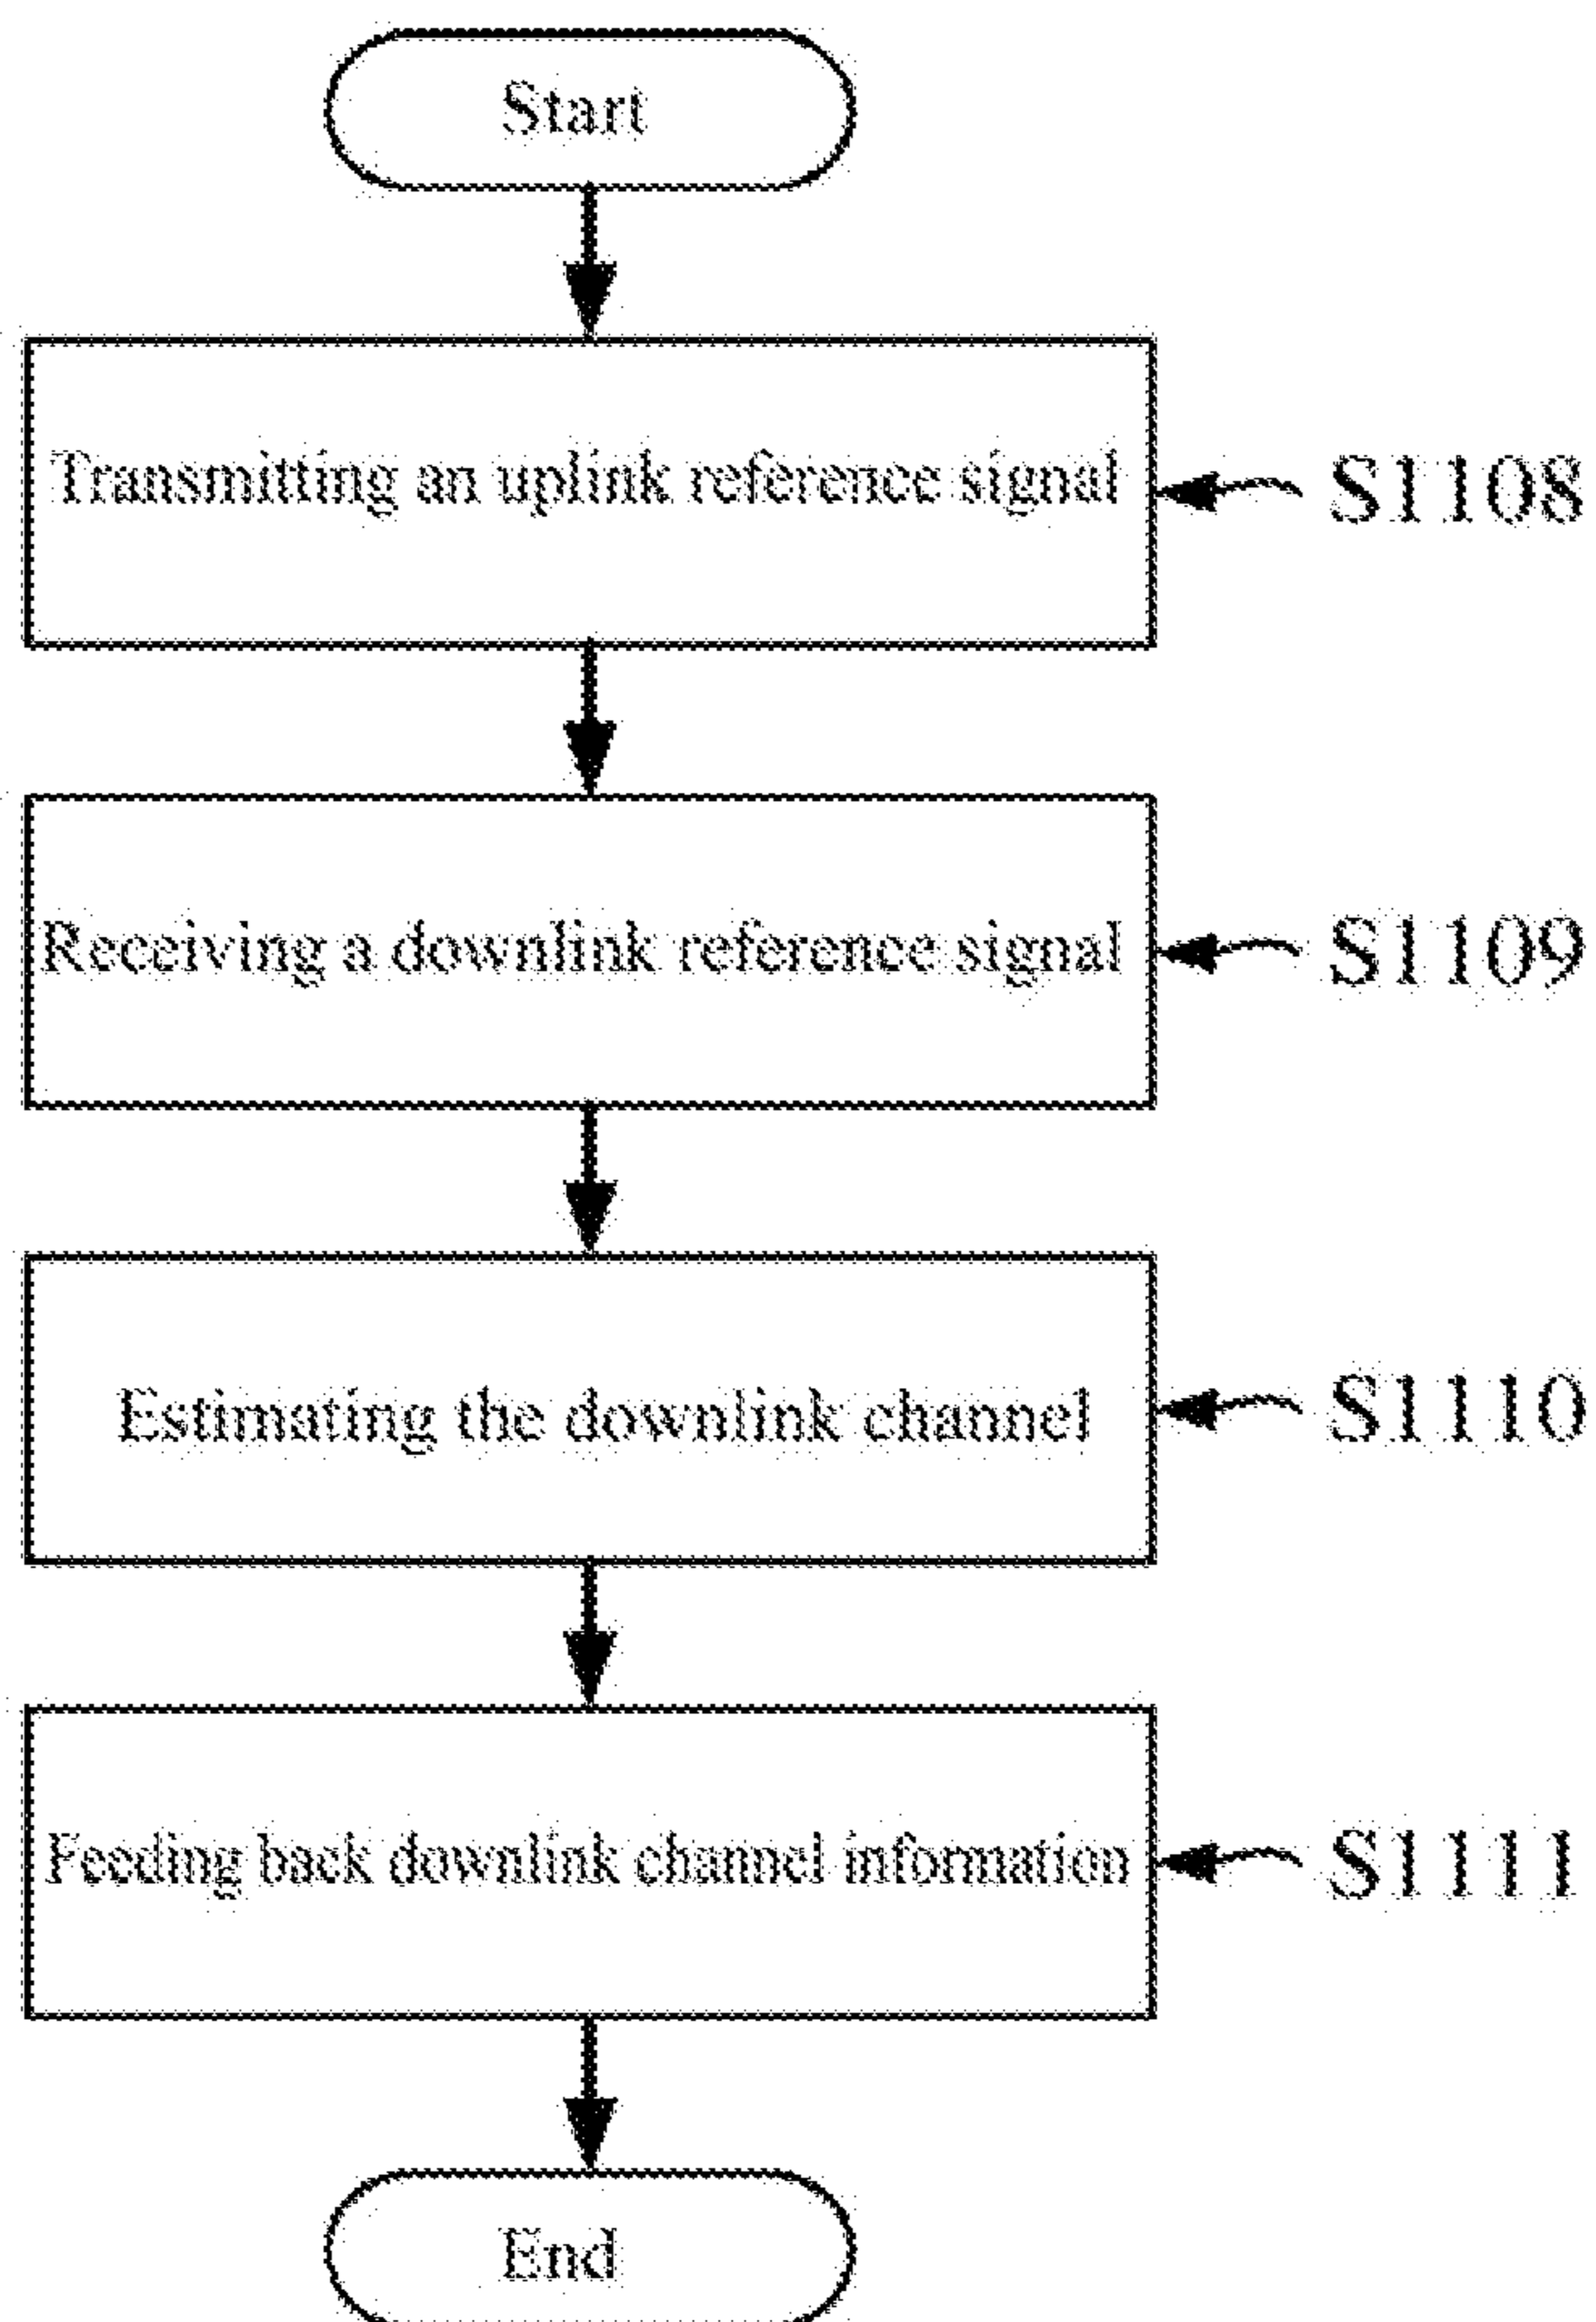 Start
Transmitting an uplink reference signal
S1108
Receiving a downlink reference signal
S1109
Estimating the downlink channel
S1110
Feeding back downlink channel information
S1111
End